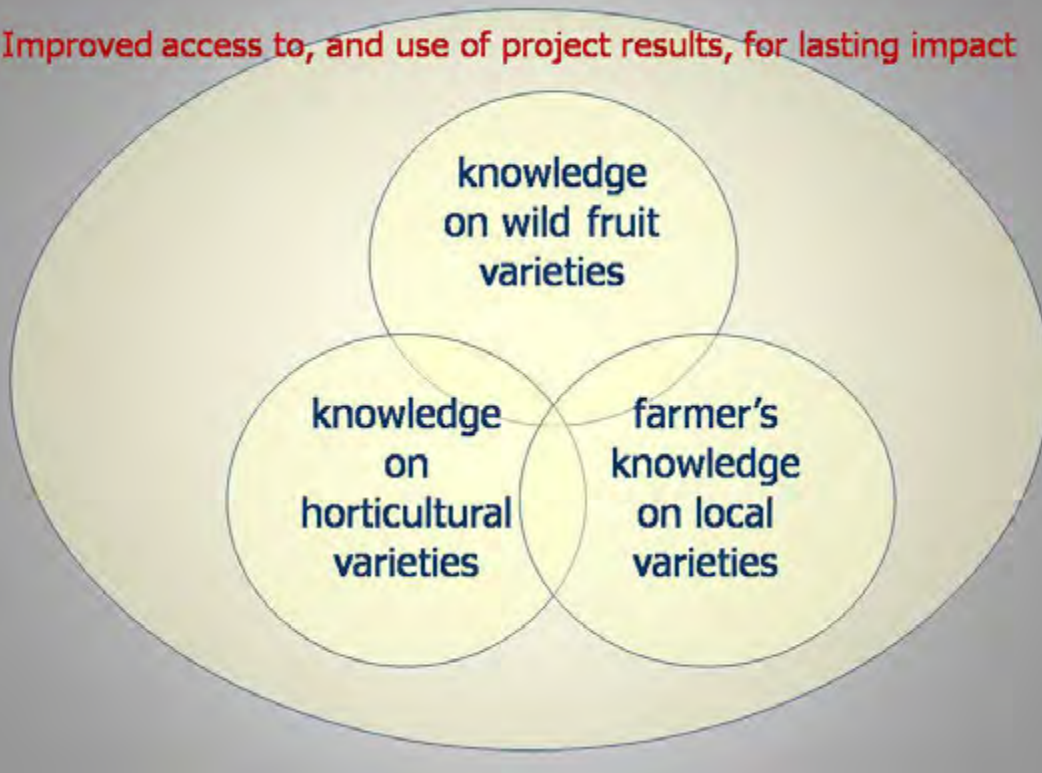 Improved access to, and use of project results, for lasting impact
knowledge
on wild fruit
varieties
knowledge
on
horticultural
varieties
farmer's
knowledge
on local
varieties